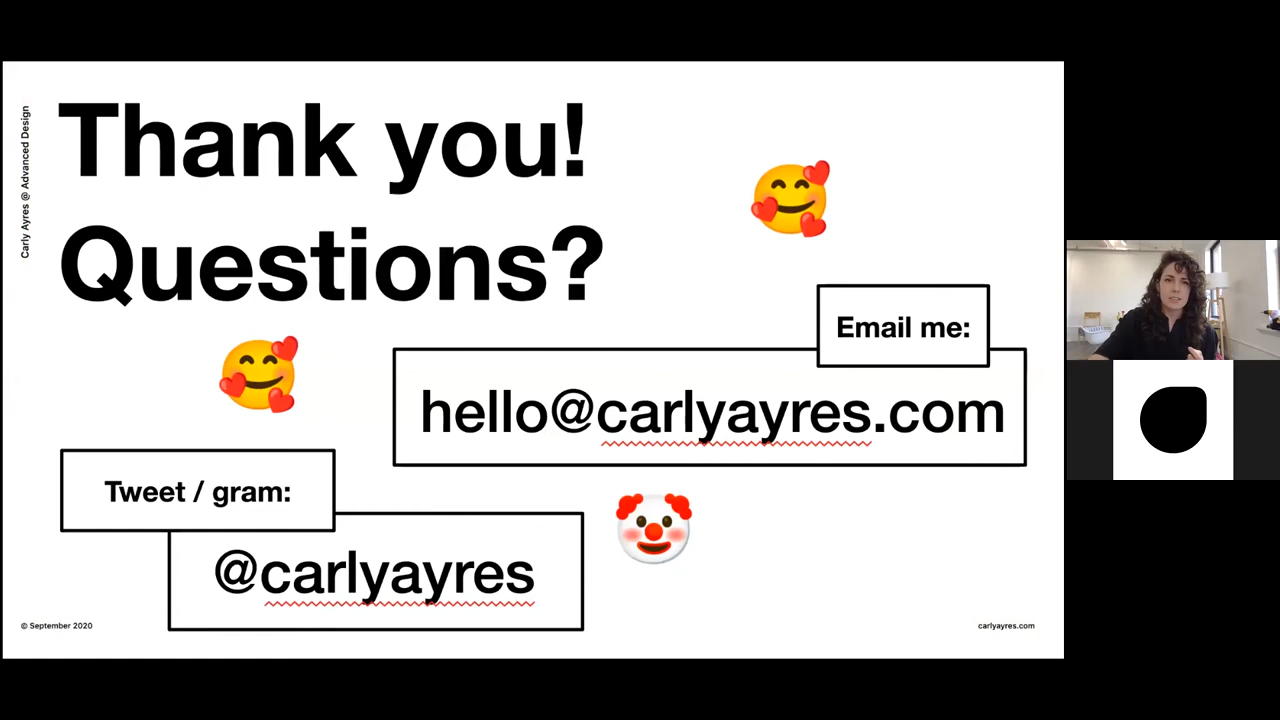 Carly Ayres @ Advanced Design
Thank you!
Questions?
Email me:
hello@carlyayres.com
Tweet / gram:
@carlyayres
© September 2020
carlyayres.com